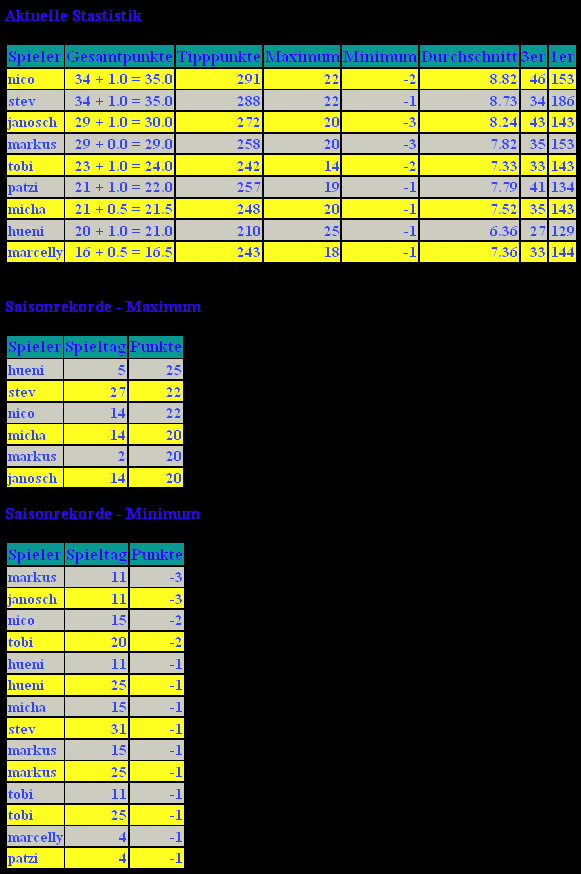 Aktuelle Stastistik
Spieler Gesamtpunkte Tipppunkte Maximum Minimum Durchschnitt 3er 1er
nico 34 + 1.0 = 35.0 291 22 -2 8.82 46 153
stev 34 + 1.0 = 35.0 288 22 -1 8.73 34 186
janosch 29 + 1.0 = 30.0 272 20 -3 8.24 43 143
markus 29 + 0.0 = 29.0 258 20 -3 7.82 35 153
tobi 23 + 1.0 = 24.0 242 14 -2 7.33 33 143
patzi 21 + 1.0 = 22.0 257 19 -1 7.79 41 134
micha 21 + 0.5 = 21.5 248 20 -1 7.52 35 143
hueni 20 + 1.0 = 21.0 210 25 -1 6.36 27 129
marcelly 16 + 0.5 = 16.5 243 18 -1 7.36 33 144
Saisonrekorde - Maximum
Spieler Spieltag Punkte
hueni 5 25
stev 27 22
nico 14 22
micha 14 20
markus 2 20
janosch 14 20
Saisonrekorde - Minimum
Spieler Spieltag Punkte
markus 11 -3
janosch 11 -3
nico 15 -2
tobi 20 -2
hueni 11 -1
hueni 25 -1
micha 15 -1
stev 31 -1
markus 15 -1
markus 25 -1
tobi 11 -1
tobi 25 -1
marcelly 4 -1
patzi 4 -1